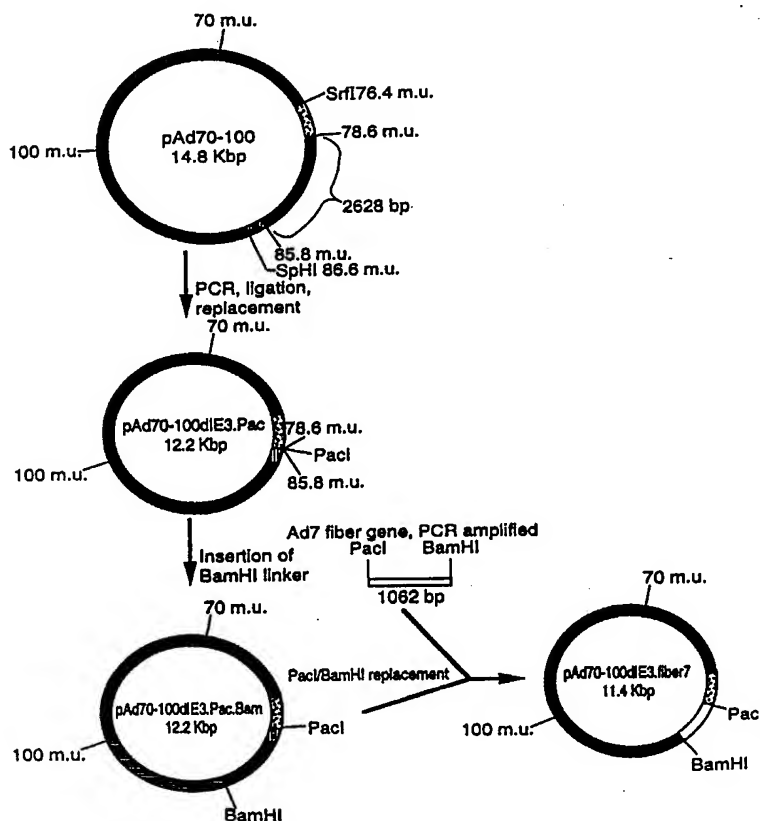 70 m.u.
SrfI76.4 m.u.
pAd70-100
14.8 Kbp
78.6 m.u.
100 m.u.
2628 bp
85.8 m.u.
SpHI 86.6 m.u.
PCR, ligation,
replacement
70 m.u.
pAd70-100dlE3.Pac
12.2 Kbp
78.6 m.u.
PacI
100 m.u.
85.8 m.u.
Ad7 fiber gene, PCR amplified
PacI BamHI
Insertion of
BamHI linker
1062 bp
70 m.u.
70 m.u.
PacI/BamHI replacement
pAd70-100dlE3.fiber7
11.4 Kbp
pAd70-100dlE3.Pac.Bam
12.2 Kbp
PacI
Pac
100 m.u.
100 m.u.
BamHI
BamHI